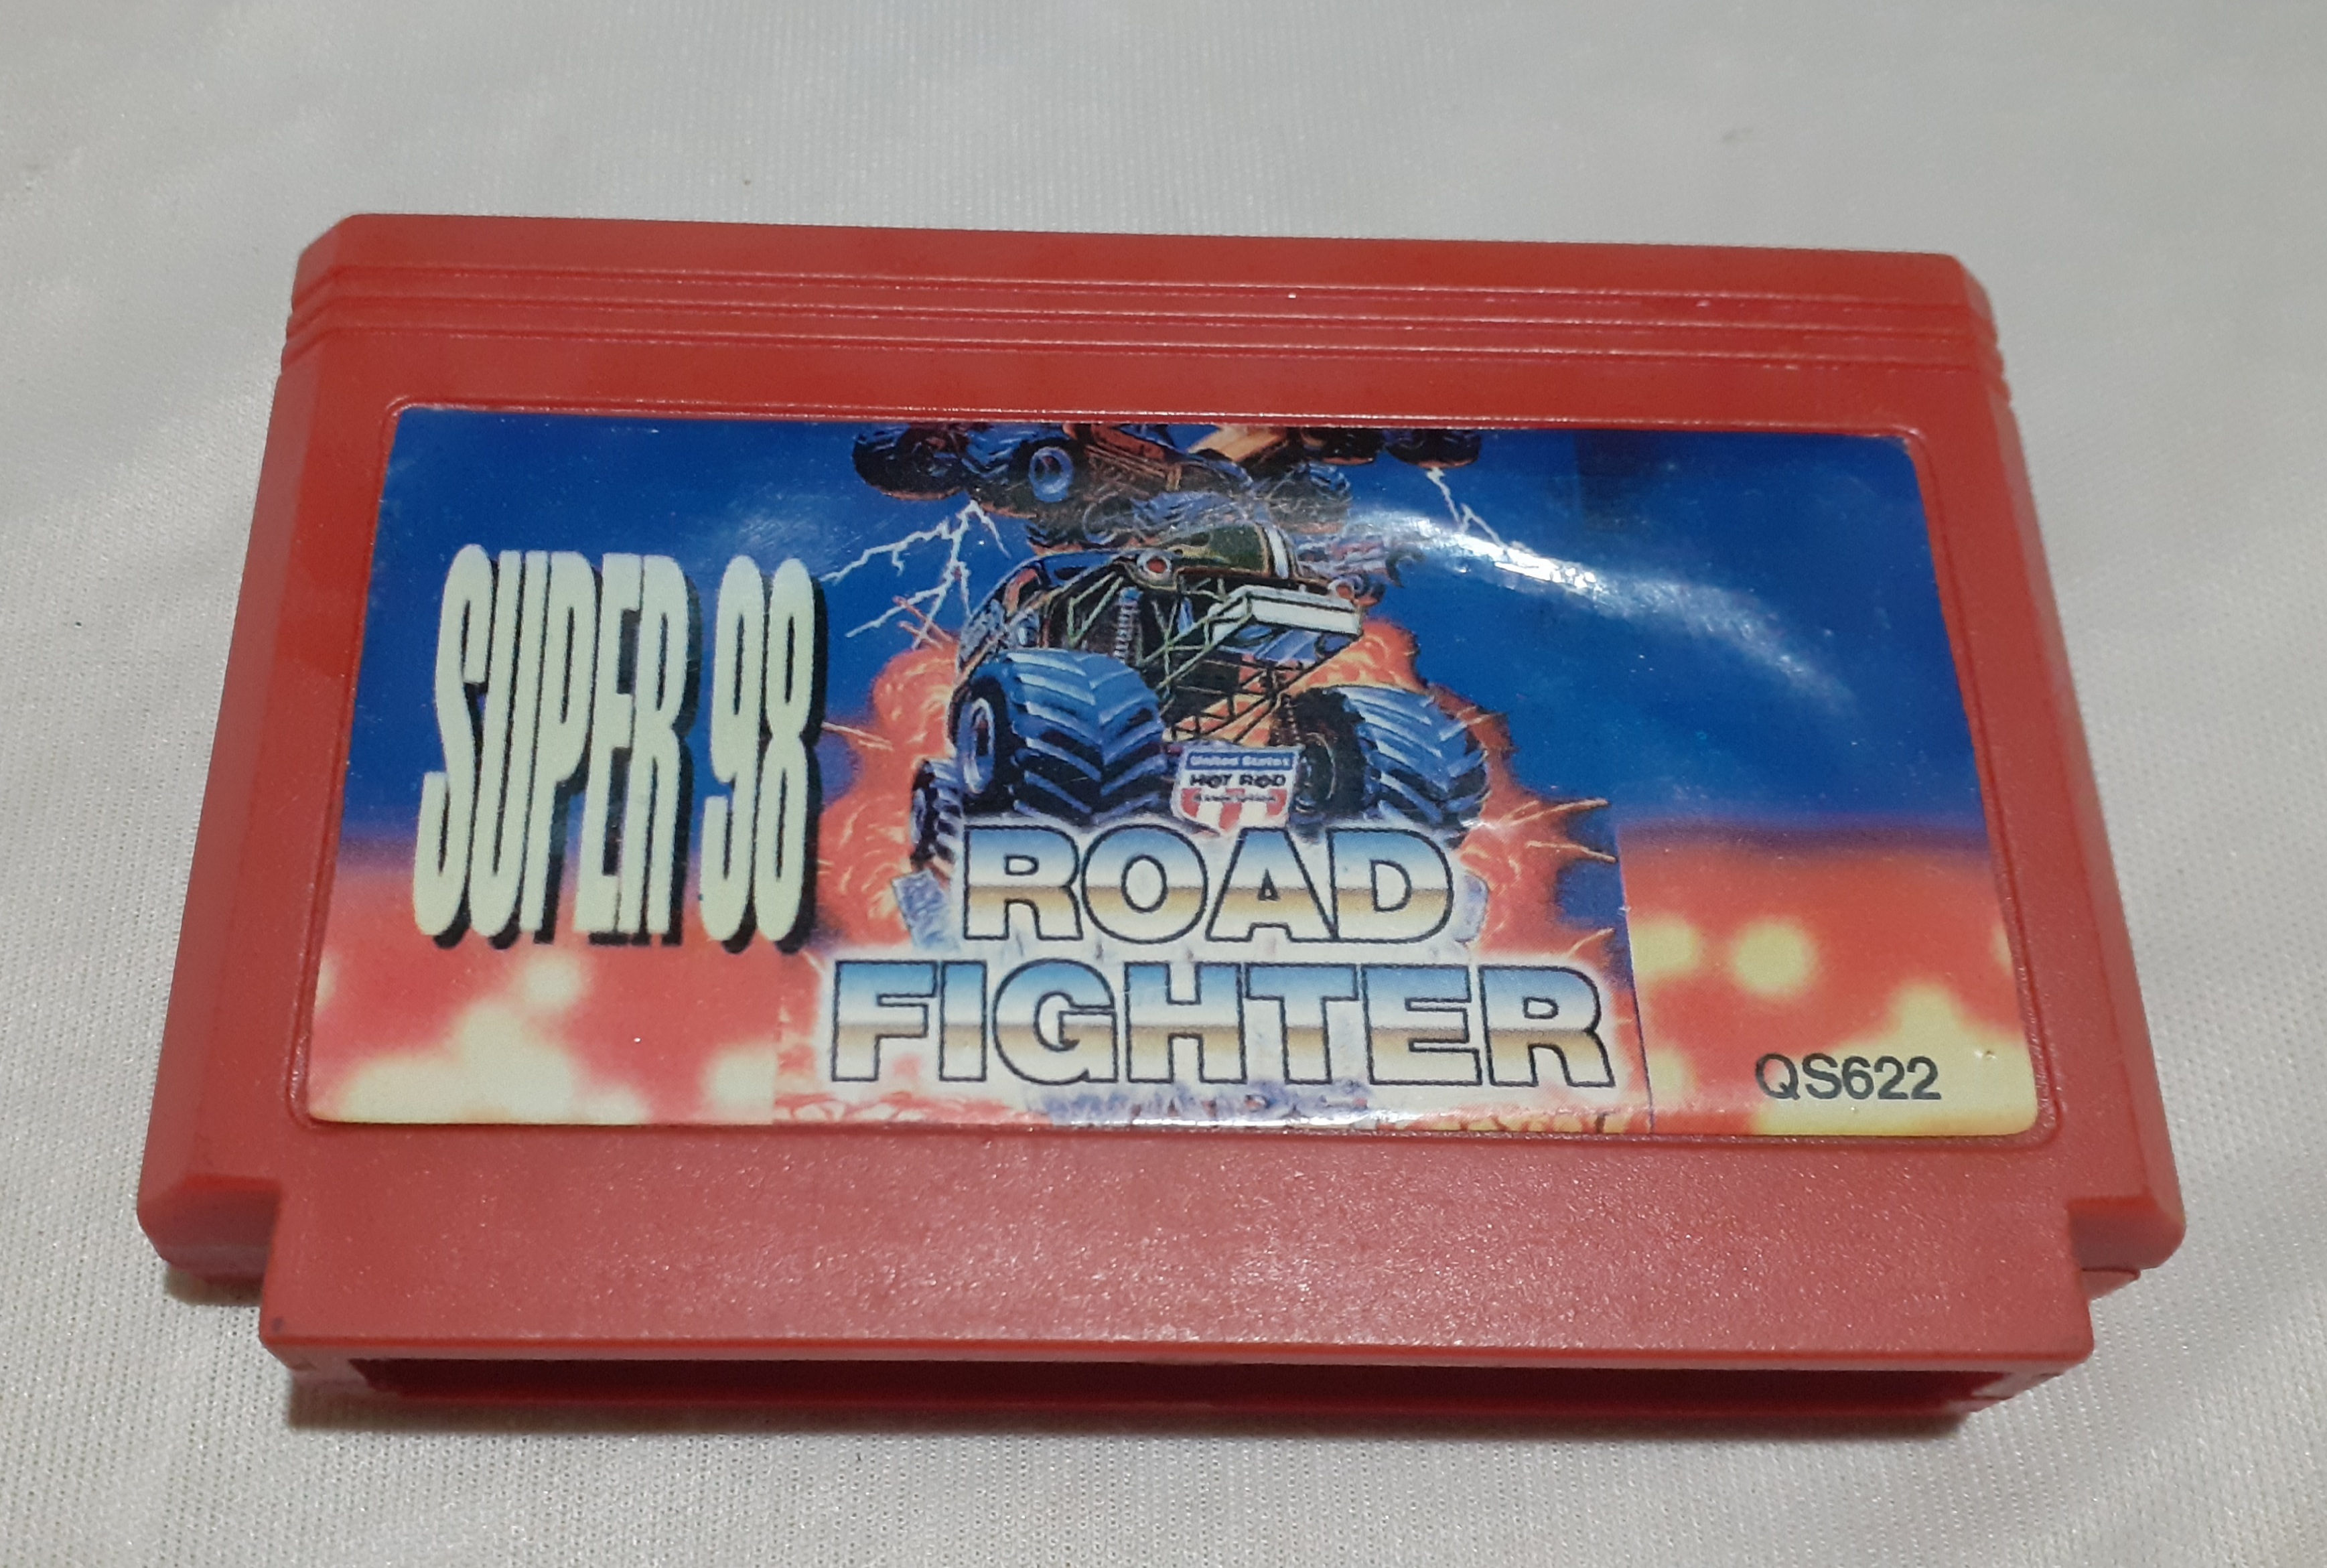 SUPER 98
United States
HOT ROD
ROAD
FIGHTER
QS622